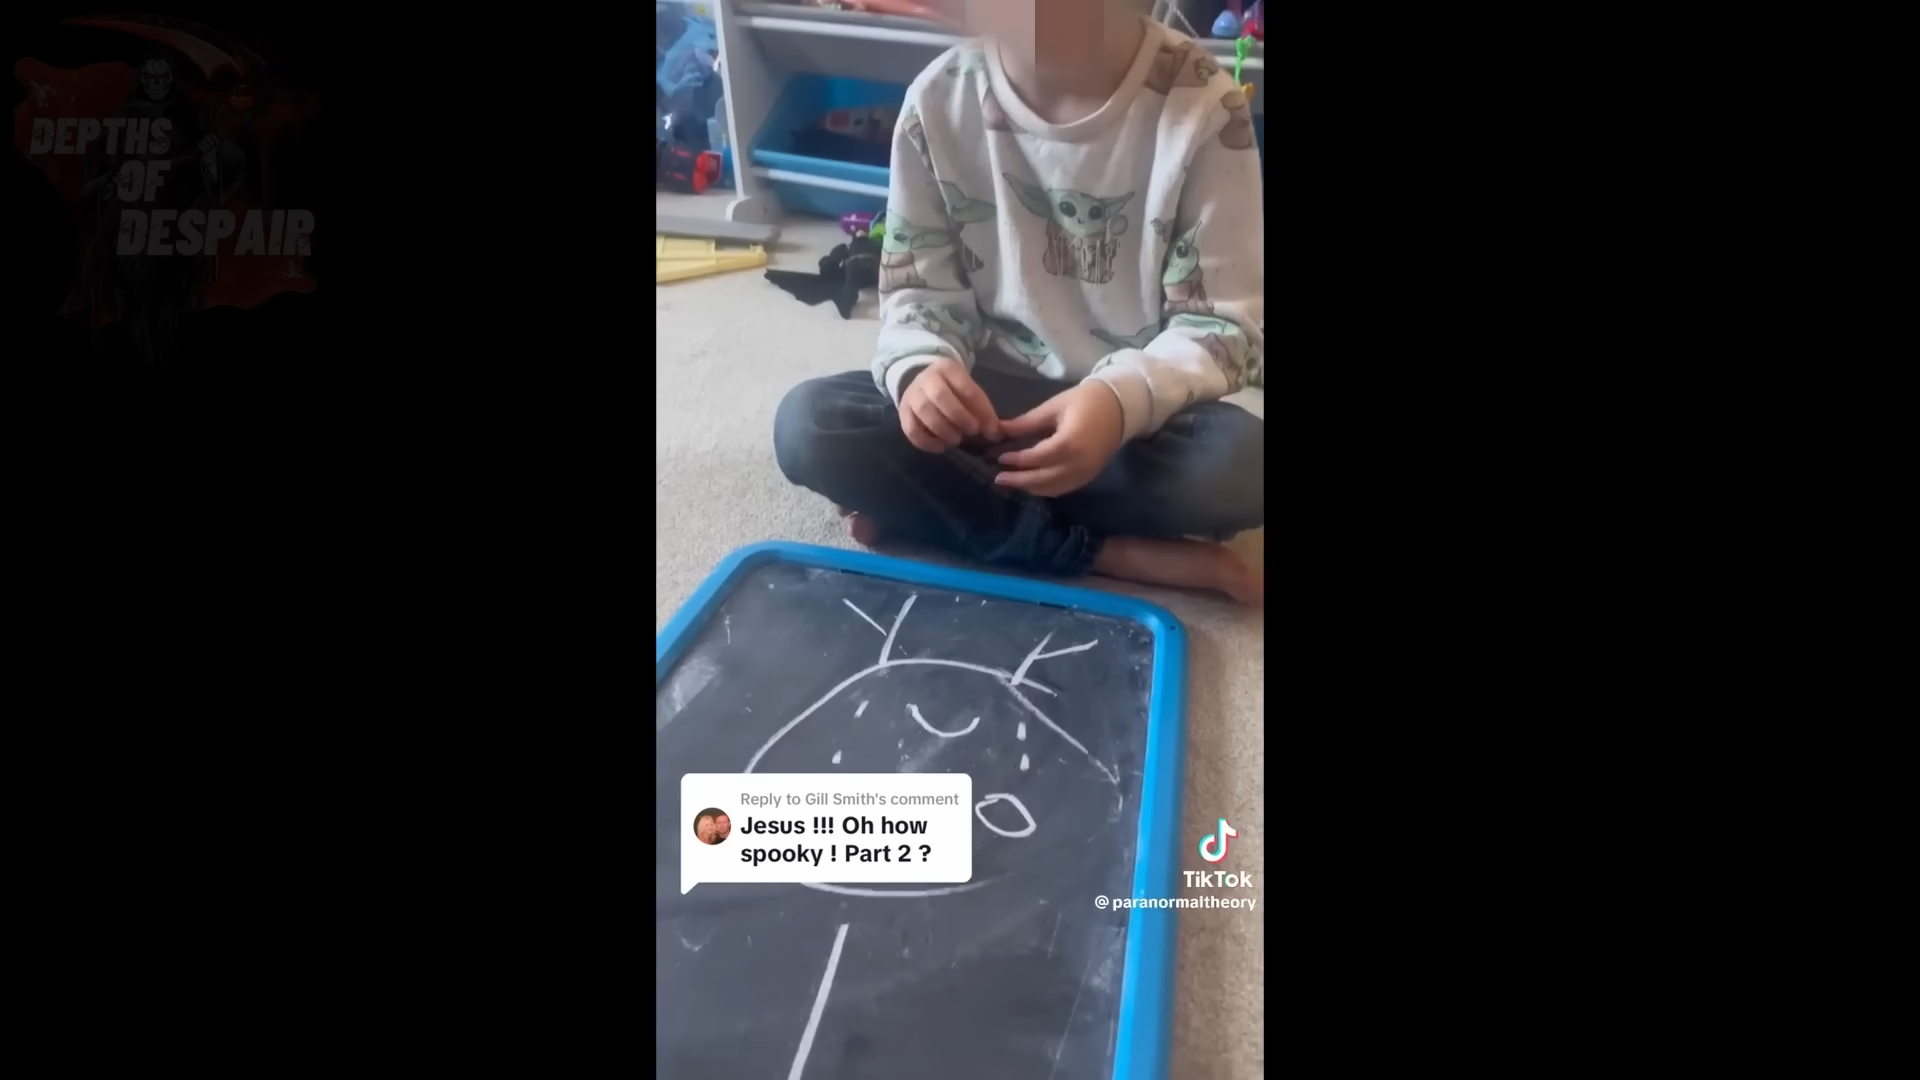 DEPTHS
OF
DESPAIR
Reply to Gill Smith's comment
Jesus !!! Oh how
spooky ! Part 2 ?
TikTok
@paranormaltheory